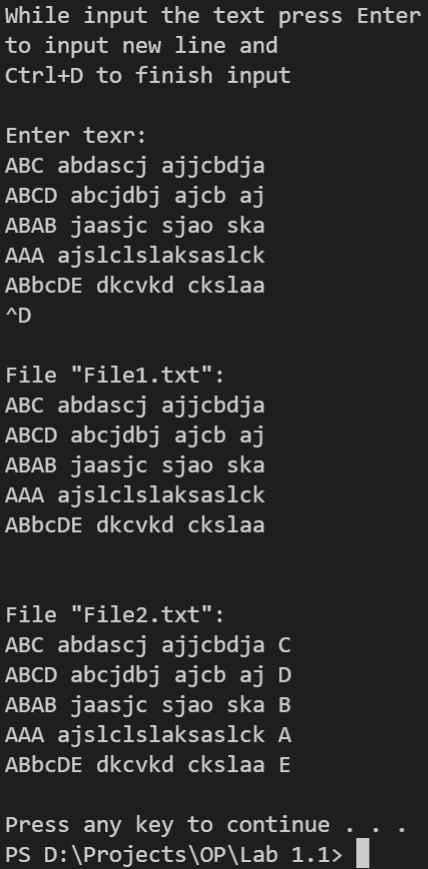 While input the text press Enter
to input new line and
Ctrl+D to finish input
Enter texr:
ABC abdascj ajjcbdja
ABCD abcjdbj ajcb aj
ABAB jaasjc sjao ska
AAA ajslclslaksaslck
ABbcDE dkcvkd ckslaa
^D
File "File1.txt":
ABC abdascj ajjcbdja
ABCD abcjdbj ajcb aj
ABAB jaasjc sjao ska
AAA ajslclslaksaslck
ABbcDE dkcvkd ckslaa
File "File2.txt":
ABC abdascj ajjcbdja C
ABCD abcjdbj ajcb aj D
ABAB jaasjc sjao ska B
AAA ajslclslaksaslck A
ABbcDE dkcvkd ckslaa E
Press any key to continue . . .
PS D:\Projects\OP\Lab 1.1>